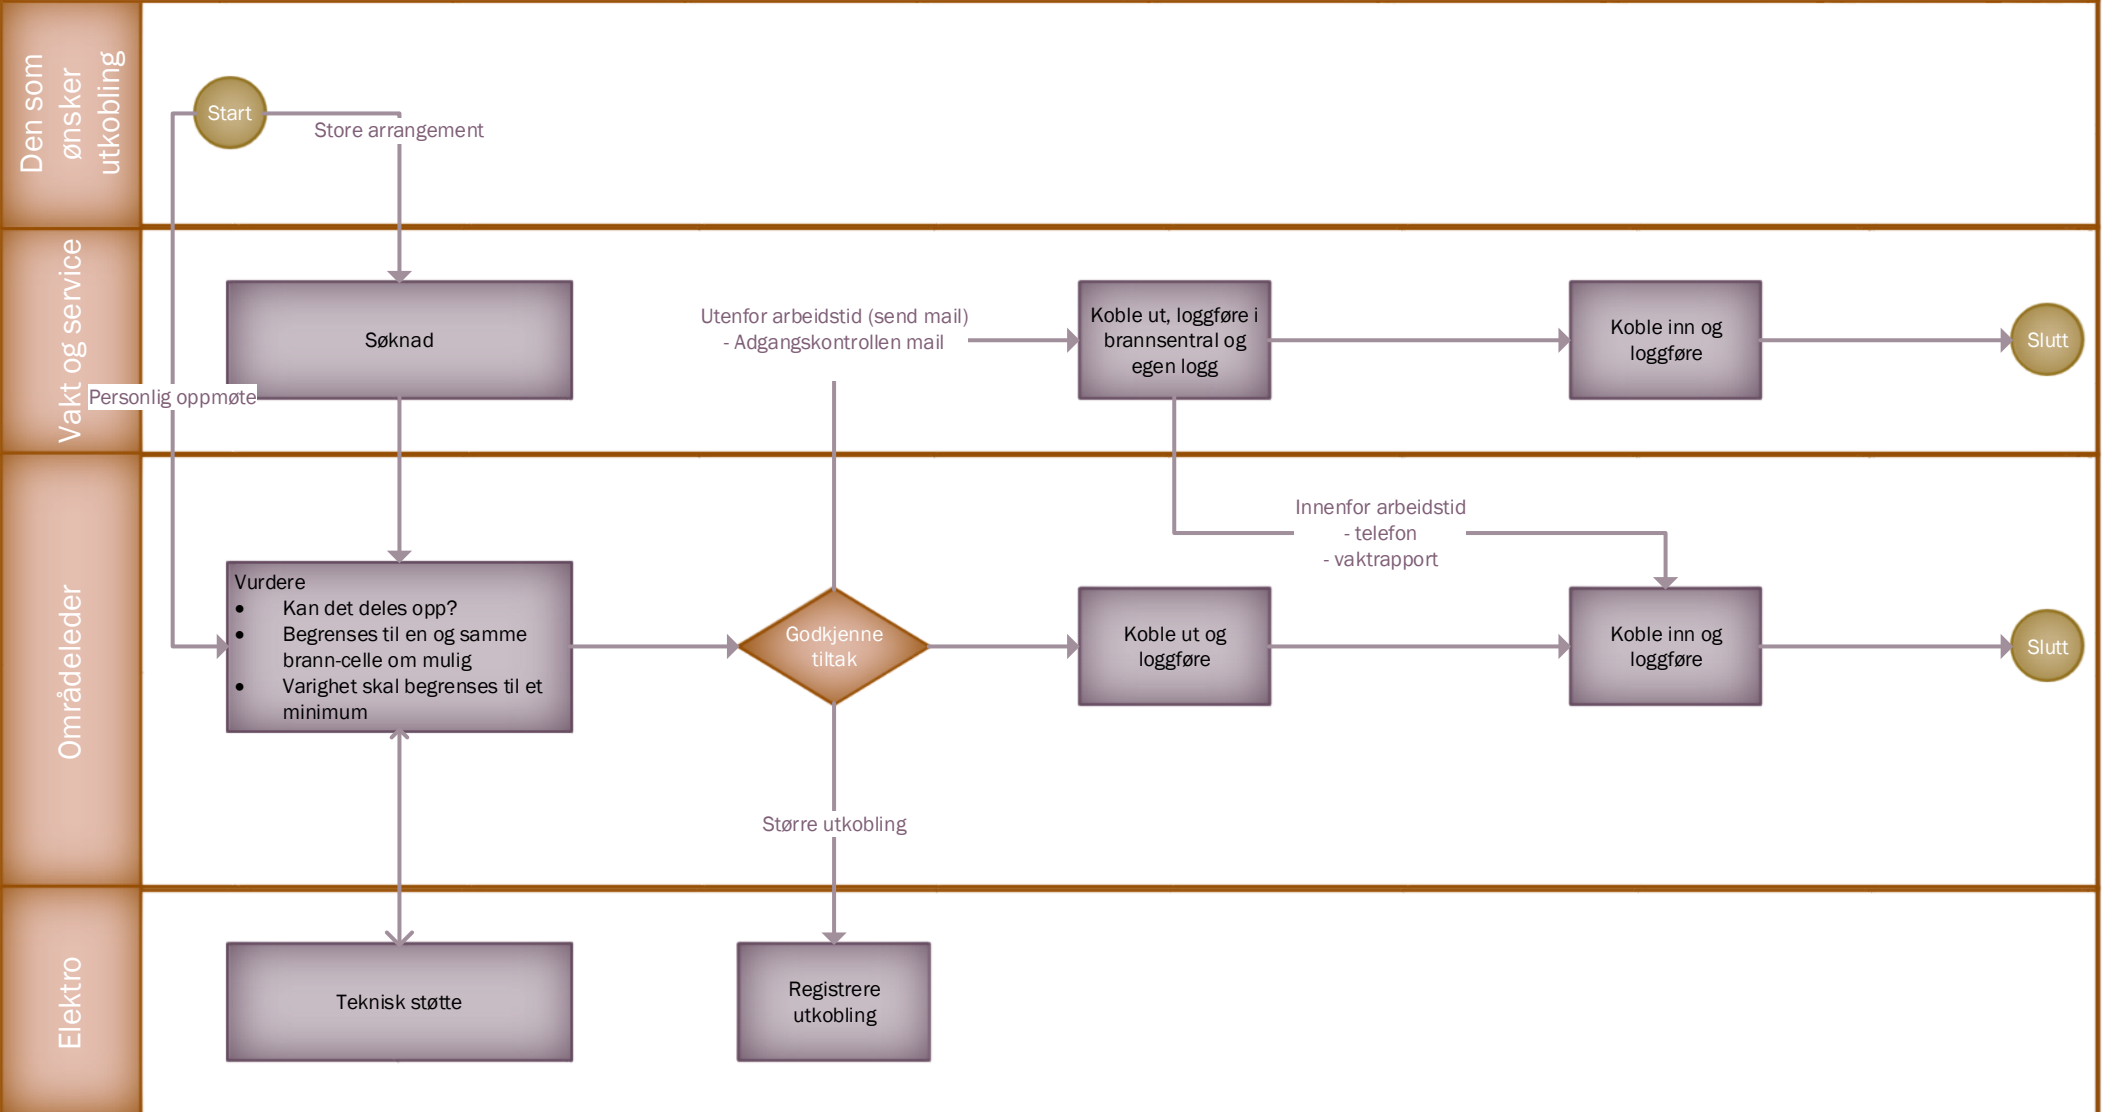 Den som
ønsker
utkobling
Start
Store arrangement
Vakt og service
Søknad
Personlig oppmøte
Utenfor arbeidstid (send mail)
- Adgangskontrollen mail
Koble ut, loggføre i
brannsentral og
egen logg
Koble inn og
loggføre
Slutt
Områdeleder
Innenfor arbeidstid
- telefon
- vaktrapport
Vurdere
• Kan det deles opp?
• Begrenses til en og samme
brann-celle om mulig
• Varighet skal begrenses til et
minimum
Godkjenne
tiltak
Koble ut og
loggføre
Koble inn og
loggføre
Slutt
Større utkobling
Elektro
Teknisk støtte
Registrere
utkobling